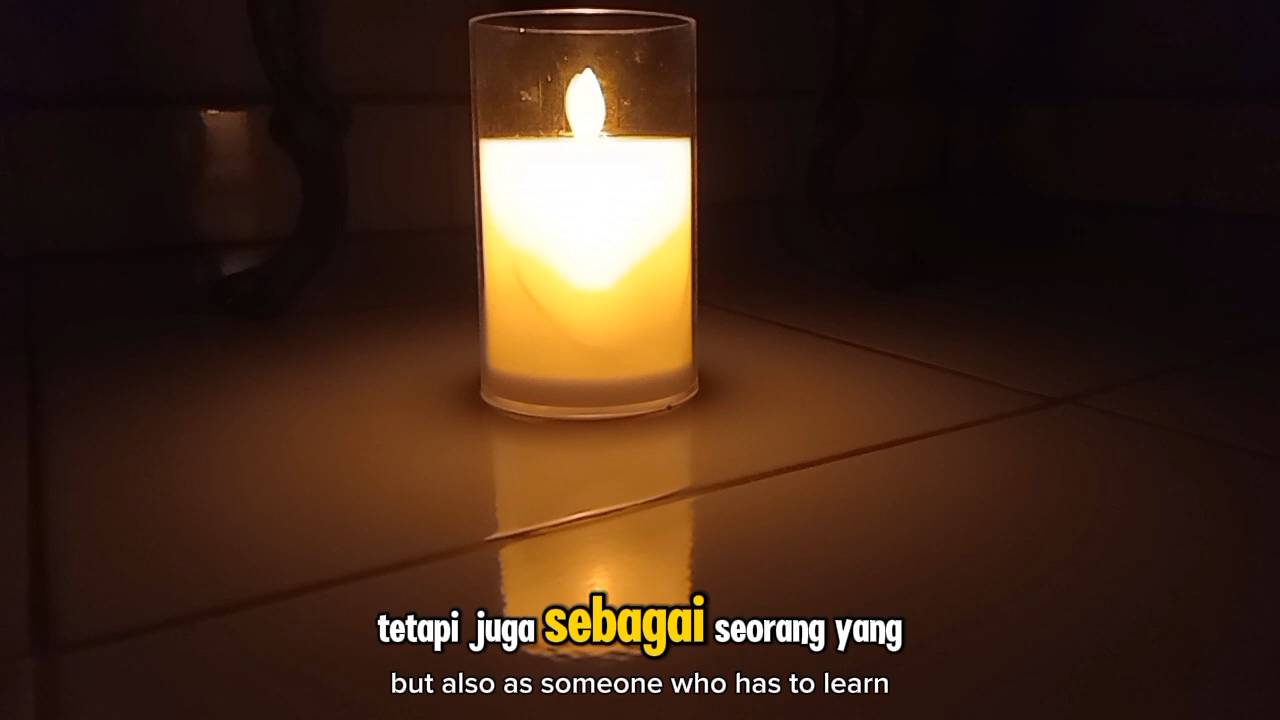 tetapi juga sebagai seorang yang
but also as someone who has to learn